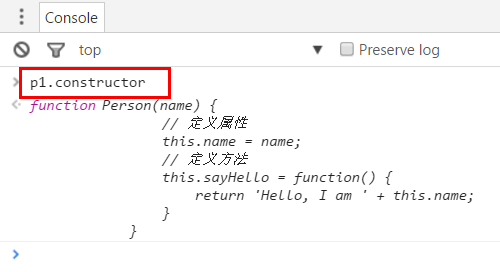 Console
top
Preserve log
p1.constructor
function Person(name) {
// 定义属性
this.name = name;
// 定义方法
this.sayHello = function() {
return 'Hello, I am ' + this.name;
}
}